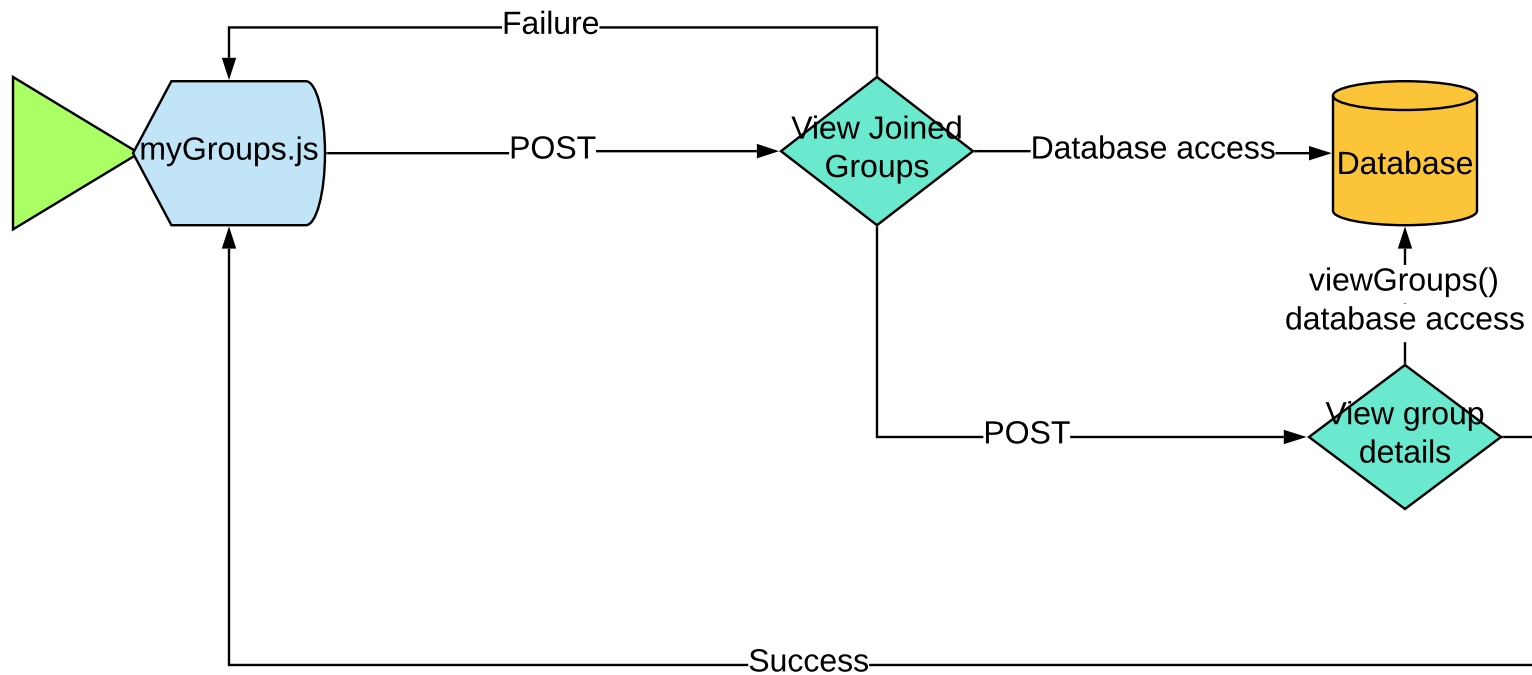 Failure
myGroups.js
POST
View Joined
Groups
Database access
Database
viewGroups()
database access
POST
View group
details
Success